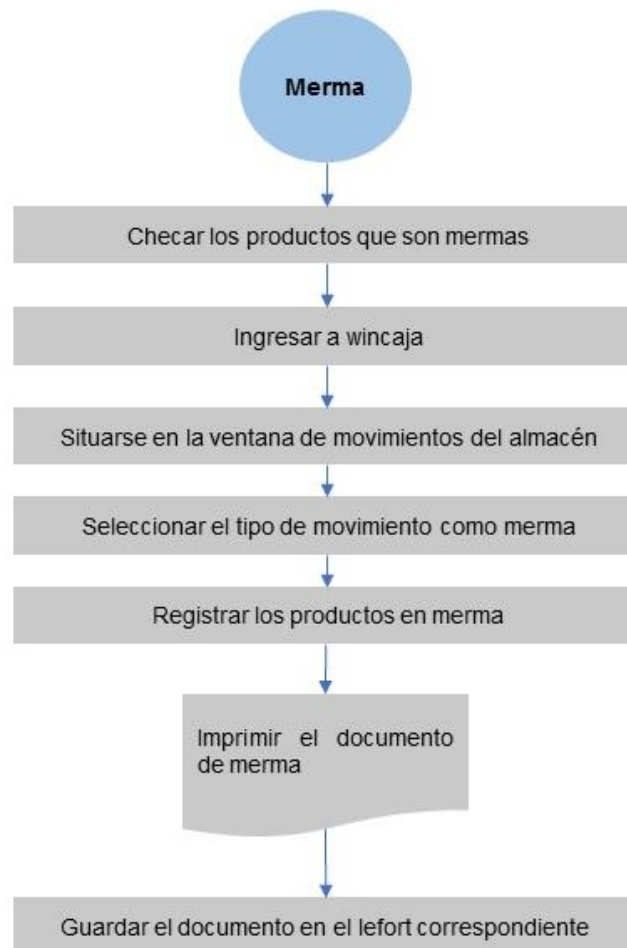 Merma
Checar los productos que son mermas
Ingresar a wincaja
Situarse en la ventana de movimientos del almacén
Seleccionar el tipo de movimiento como merma
Registrar los productos en merma
Imprimir el documento
de merma
Guardar el documento en el lefort correspondiente